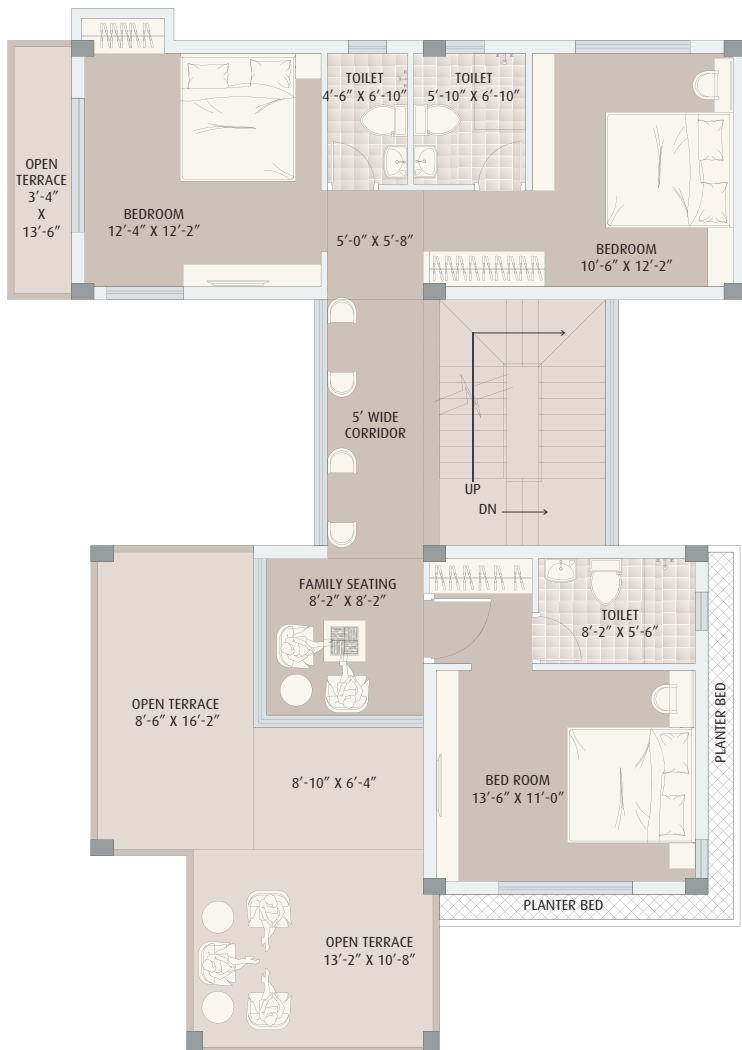 TOILET
4′-6″ X 6′-10″
TOILET
5′-10″ X 6′-10″
OPEN
TERRACE
3′-4″
X
13′-6″
BEDROOM
12′-4″ X 12′-2″
5′-0″ X 5′-8″
BEDROOM
10′-6″ X 12′-2″
5′ WIDE
CORRIDOR
UP
DN
FAMILY SEATING
8′-2″ X 8′-2″
TOILET
8′-2″ X 5′-6″
OPEN TERRACE
8′-6″ X 16′-2″
PLANTER BED
8′-10″ X 6′-4″
BED ROOM
13′-6″ X 11′-0″
PLANTER BED
OPEN TERRACE
13′-2″ X 10′-8″